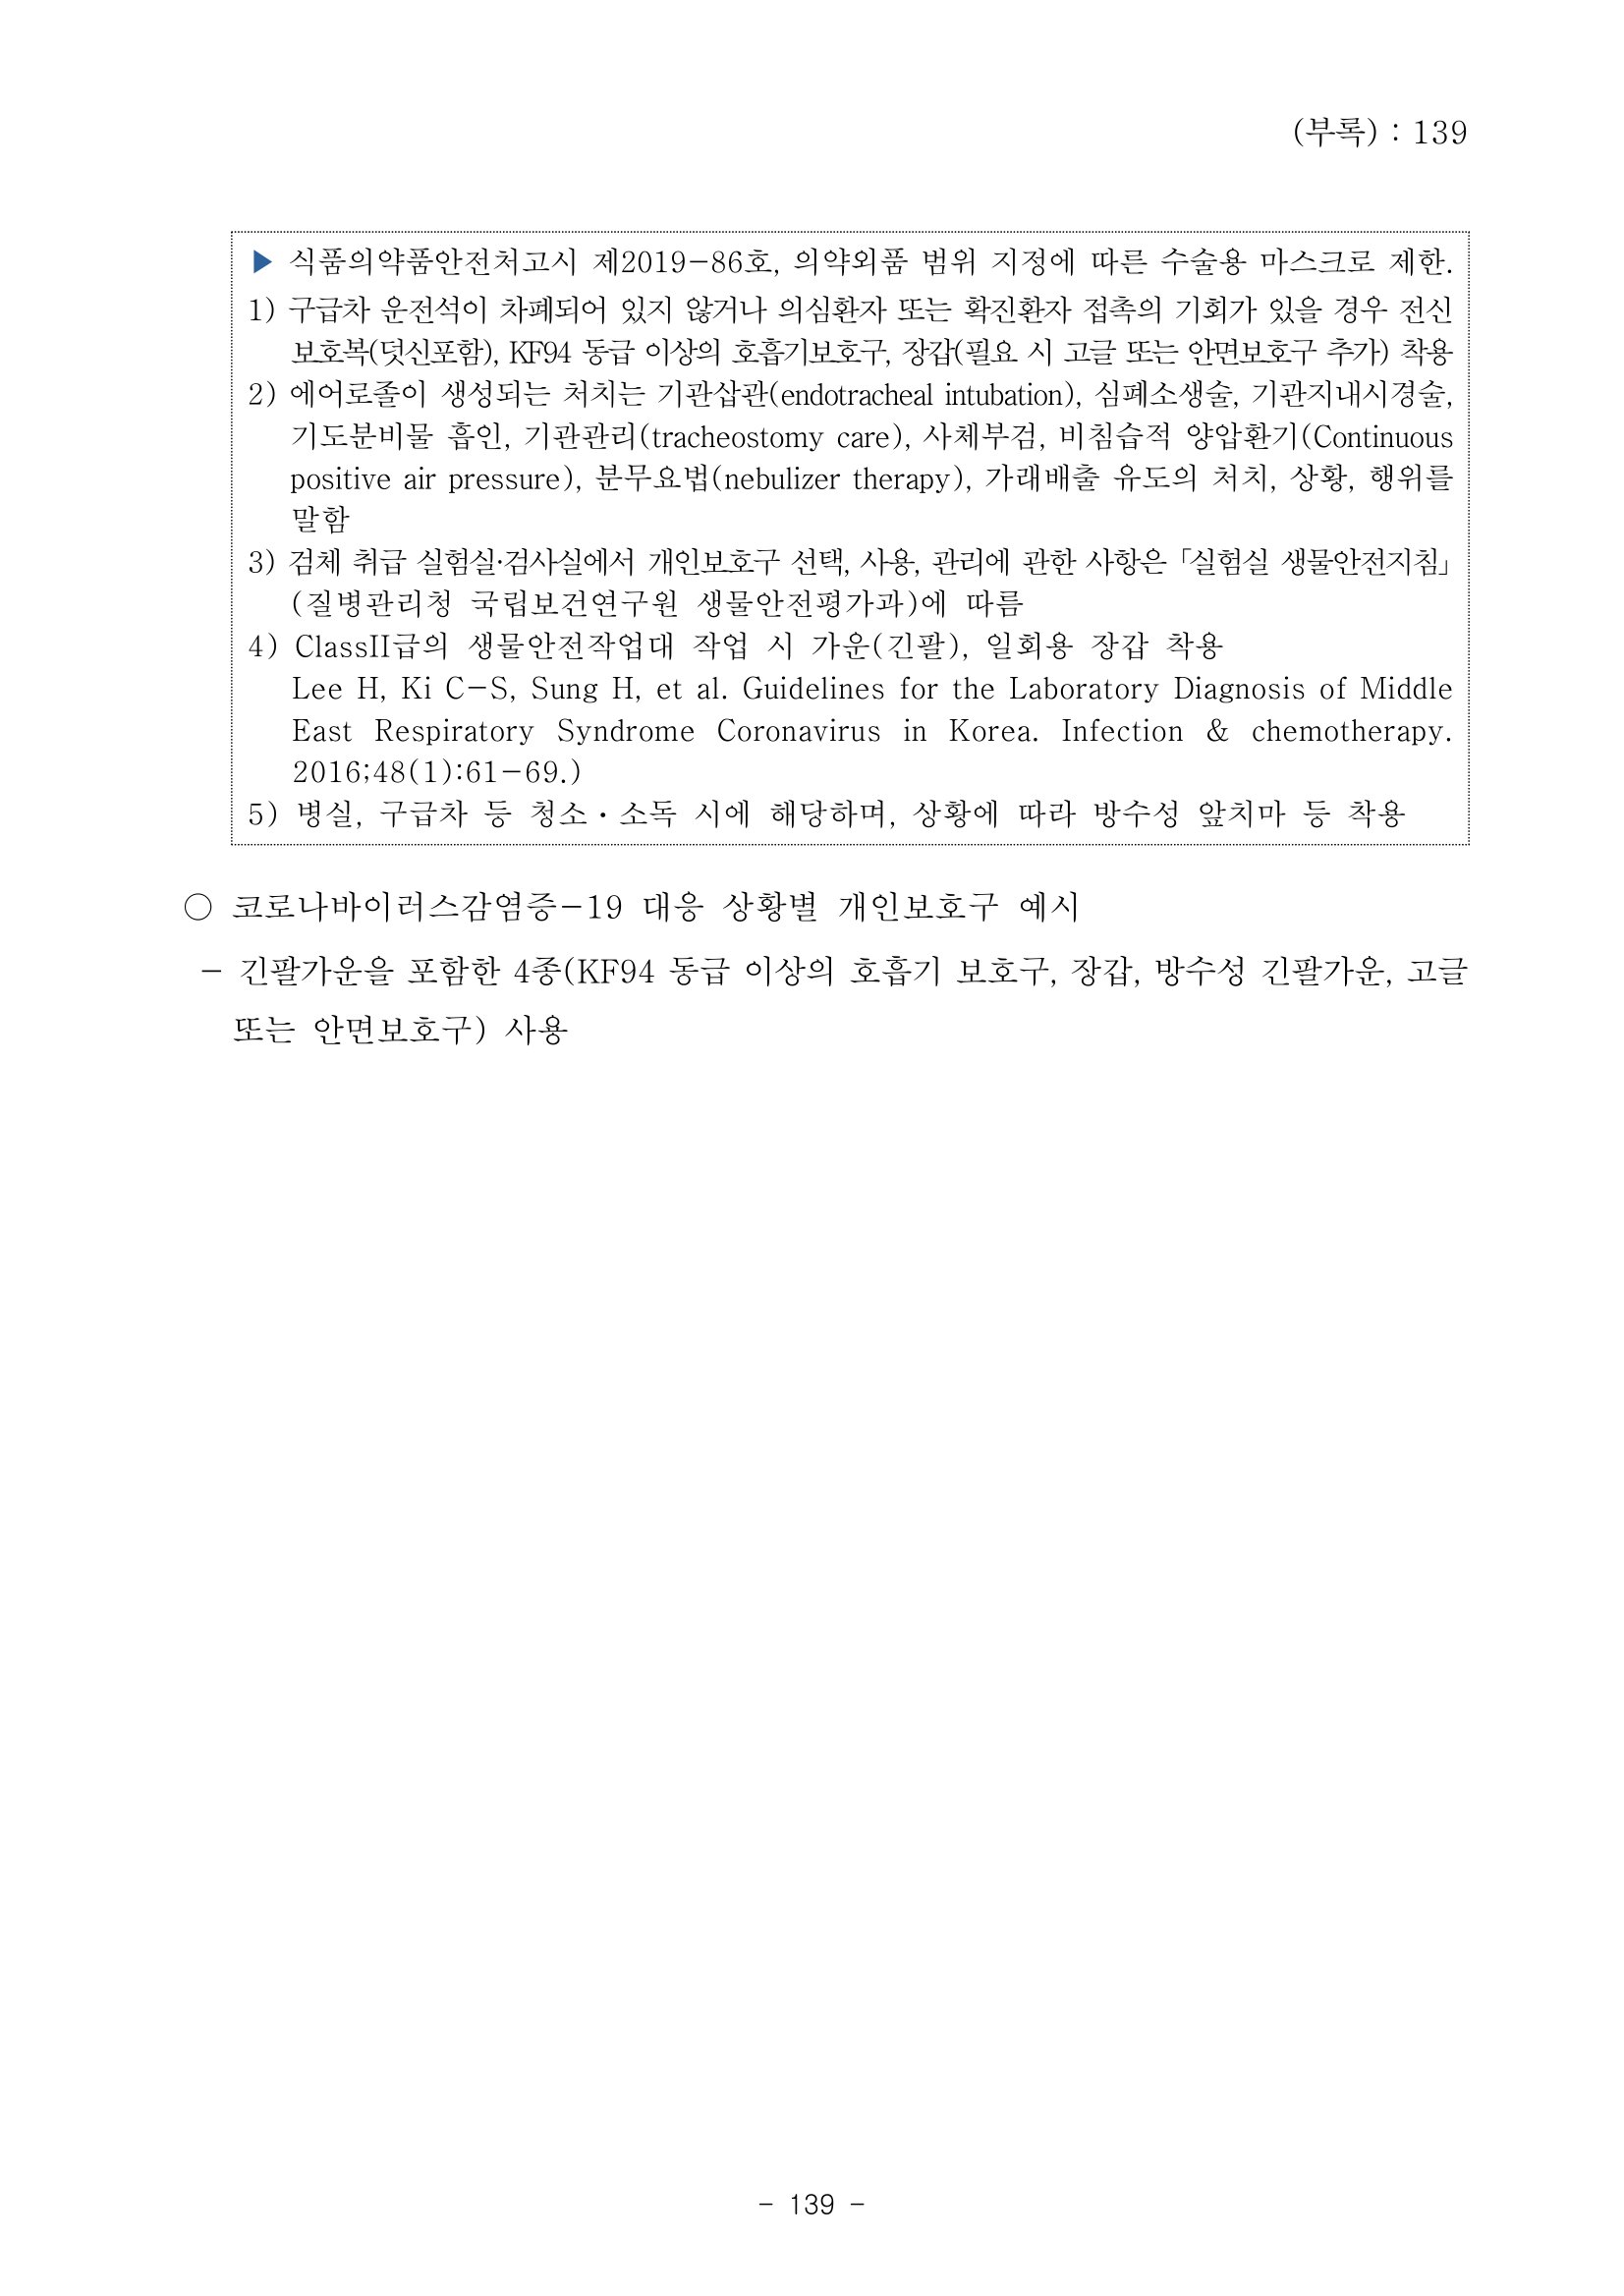 (부록) : 139
▶ 식품의약품안전처고시 제2019-86호, 의약외품 범위 지정에 따른 수술용 마스크로 제한.
1) 구급차 운전석이 차폐되어 있지 않거나 의심환자 또는 확진환자 접촉의 기회가 있을 경우 전신
보호복(덧신포함), KF94 동급 이상의 호흡기보호구, 장갑(필요 시 고글 또는 안면보호구 추가) 착용
2) 에어로졸이 생성되는 처치는 기관삽관(endotracheal intubation), 심폐소생술, 기관지내시경술,
기도분비물 흡인, 기관관리(tracheostomy care), 사체부검, 비침습적 양압환기(Continuous
positive air pressure), 분무요법(nebulizer therapy), 가래배출 유도의 처치, 상황, 행위를
말함
3) 검체 취급 실험실·검사실에서 개인보호구 선택, 사용, 관리에 관한 사항은 「실험실 생물안전지침」
(질병관리청 국립보건연구원 생물안전평가과)에 따름
4) ClassII급의 생물안전작업대 작업 시 가운(긴팔), 일회용 장갑 착용
Lee H, Ki C-S, Sung H, et al. Guidelines for the Laboratory Diagnosis of Middle
East Respiratory Syndrome Coronavirus in Korea. Infection & chemotherapy.
2016;48(1):61-69.)
5) 병실, 구급차 등 청소·소독 시에 해당하며, 상황에 따라 방수성 앞치마 등 착용
○ 코로나바이러스감염증-19 대응 상황별 개인보호구 예시
- 긴팔가운을 포함한 4종(KF94 동급 이상의 호흡기 보호구, 장갑, 방수성 긴팔가운, 고글
또는 안면보호구) 사용
- 139 -